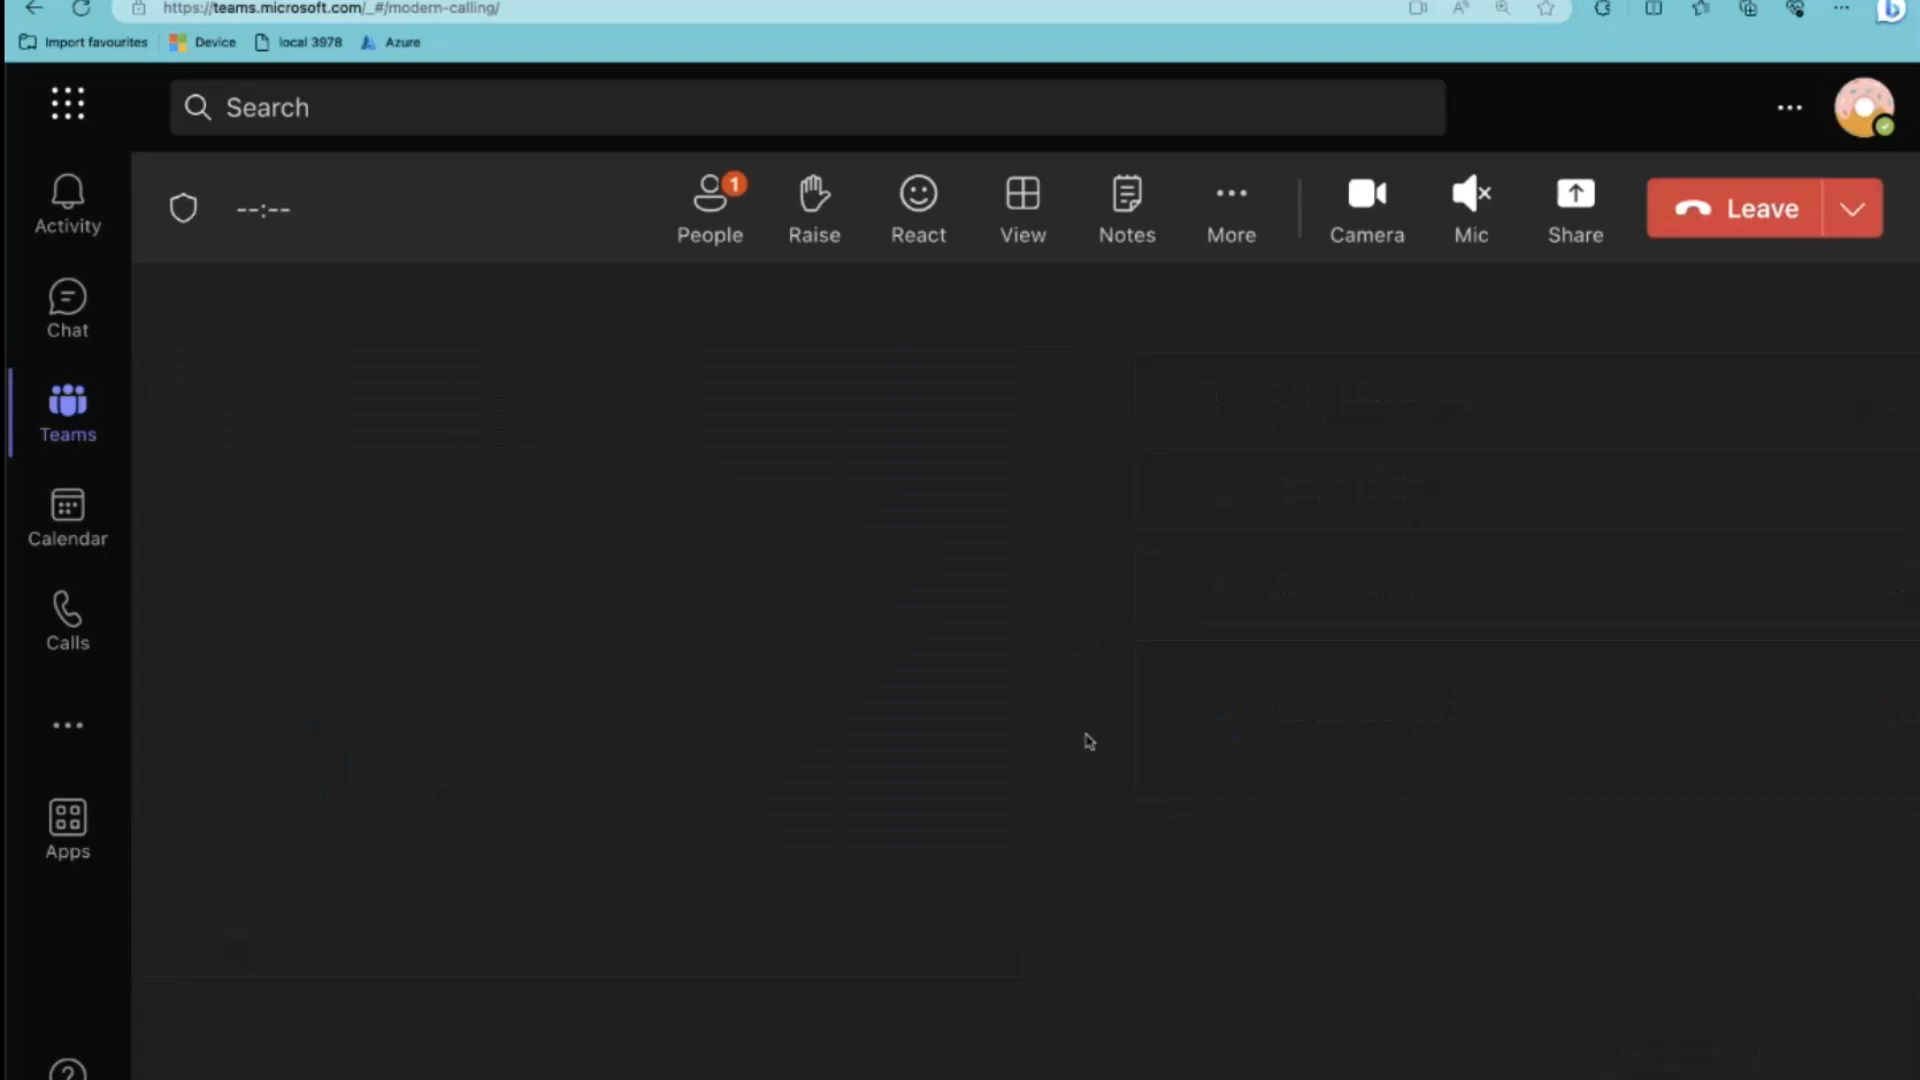 https://teams.microsoft.com/_#/modern-calling/
Import favourites
Device
local 3978
Azure
Search
Activity
Chat
Teams
Calendar
Calls
Apps
--:--
1
People
Raise
React
View
Notes
More
Camera
Mic
Share
Leave